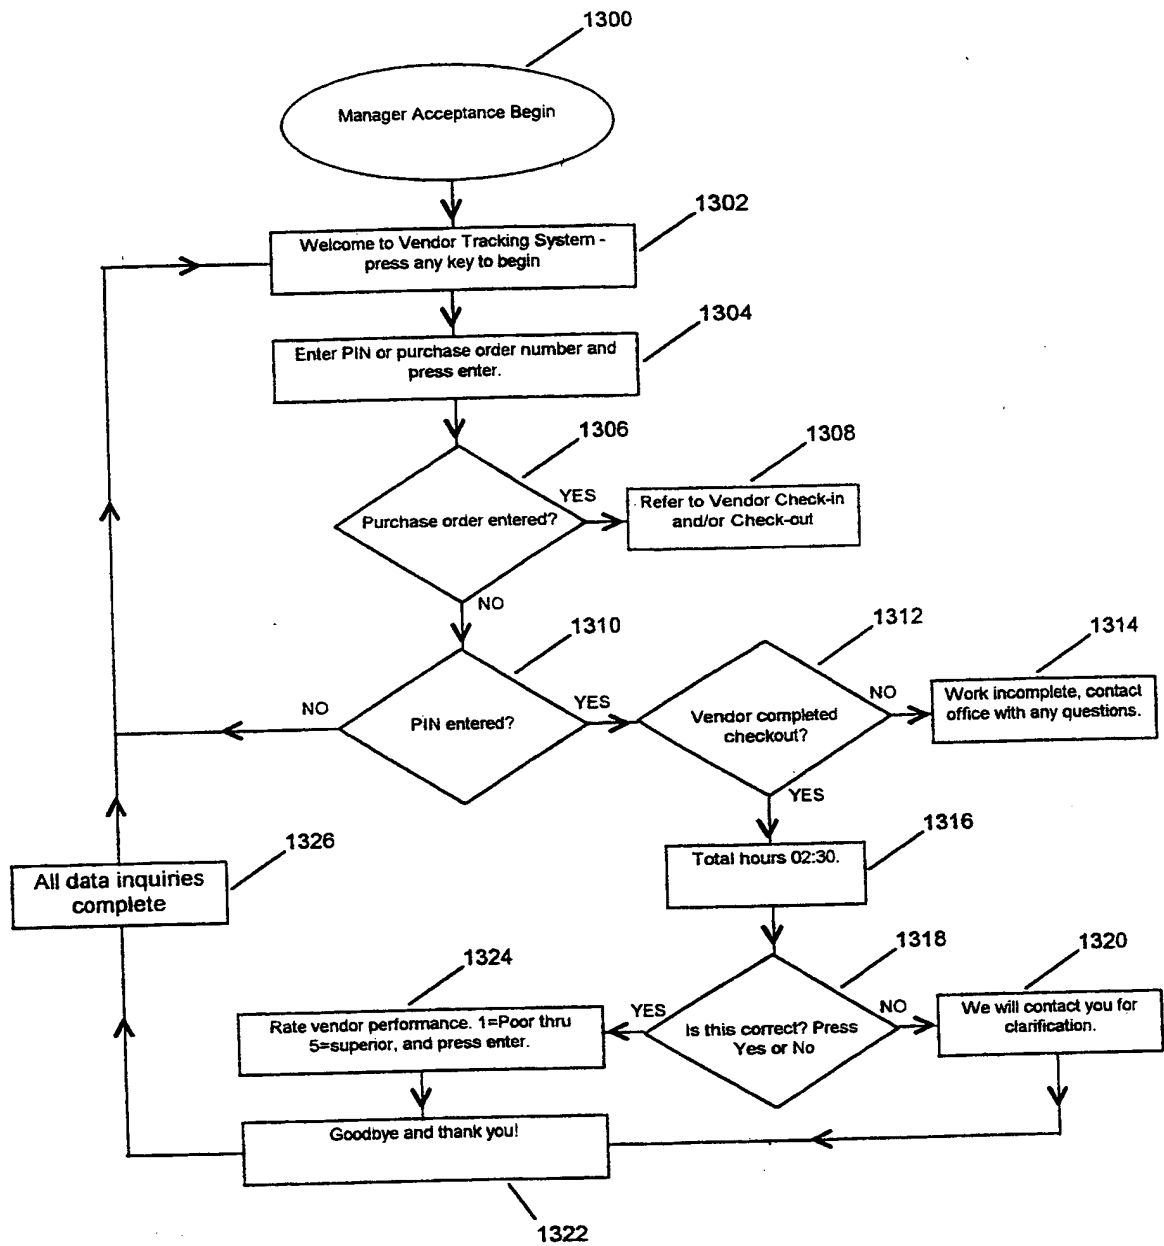 1300
Manager Acceptance Begin
1302
Welcome to Vendor Tracking System -
press any key to begin
1304
Enter PIN or purchase order number and
press enter.
1306
1308
YES
Purchase order entered?
Refer to Vendor Check-in
and/or Check-out
NO
1310
1312
1314
NO
PIN entered?
YES
Vendor completed
checkout?
NO
Work incomplete, contact
office with any questions.
YES
1316
Total hours 02:30.
1326
All data inquiries
complete
1318
1320
1324
YES
Is this correct? Press
Yes or No
NO
We will contact you for
clarification.
Rate vendor performance. 1=Poor thru
5=superior, and press enter.
Goodbye and thank you!
1322